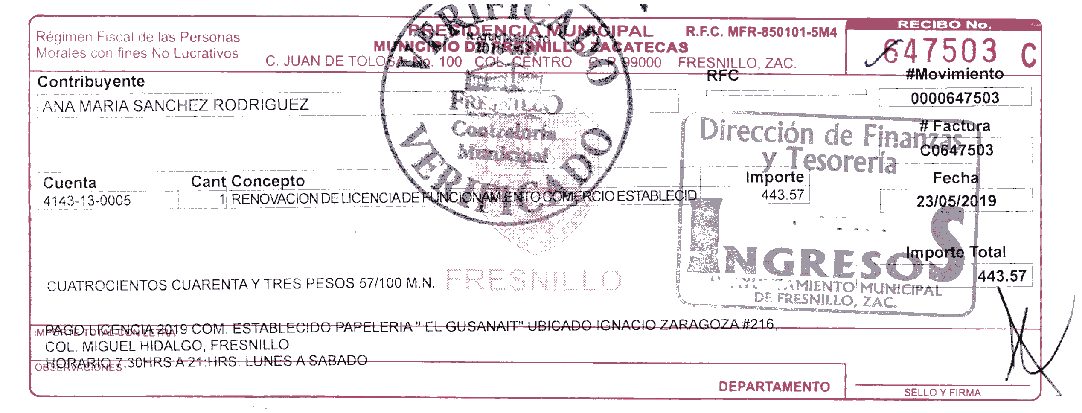 Régimen Fiscal de las Personas
Morales con fines No Lucrativos
PRESIDENCIA MUNICIPAL
MUNICIPIO DE FRESNILLO ZACATECAS
C. JUAN DE TOLOSA No. 100 COL. CENTRO C.P. 99000 FRESNILLO, ZAC.
R.F.C. MFR-850101-5M4
RECIBO No.
647503 C
VERIFICADO
FRESNILLO
Contraloría
Municipal
VERIFICADO
Contribuyente
ANA MARIA SANCHEZ RODRIGUEZ
RFC
#Movimiento
0000647503
# Factura
C0647503
Dirección de Finanzas
y Tesorería
Cuenta Cant Concepto Importe Fecha
4143-13-0005 1 RENOVACION DE LICENCIA DE FUNCIONAMIENTO COMERCIO ESTABLECID 443.57 23/05/2019
INGRESOS
MUNICIPAL
DE FRESNILLO, ZAC.
Importe Total
443.57
CUATROCIENTOS CUARENTA Y TRES PESOS 57/100 M.N.
FRESNILLO
PAGO LICENCIA 2019 COM. ESTABLECIDO PAPELERIA " EL GUSANAIT" UBICADO IGNACIO ZARAGOZA #216,
COL. MIGUEL HIDALGO, FRESNILLO
HORARIO 7:30HRS A 21:HRS. LUNES A SABADO
OBSERVACIONES
DEPARTAMENTO
SELLO Y FIRMA